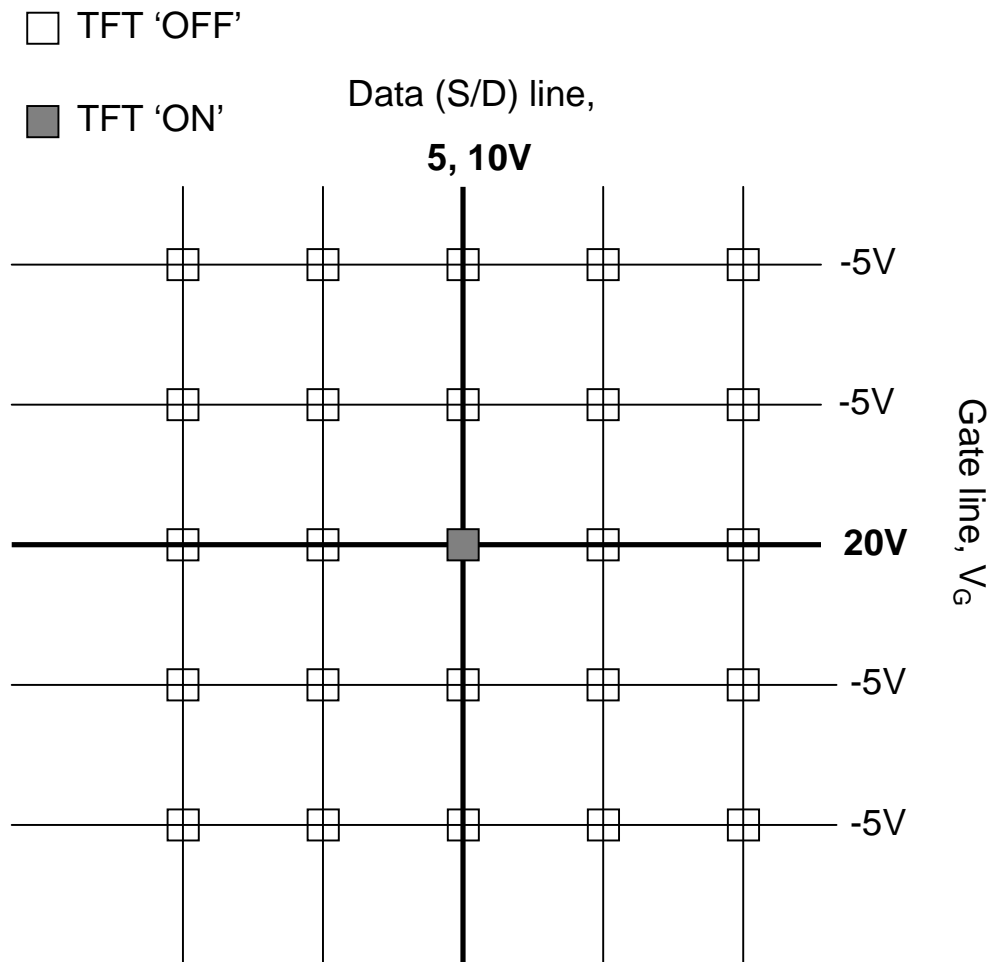 TFT ‘OFF’
TFT ‘ON’
Data (S/D) line,
5, 10V
-5V
-5V
20V
-5V
-5V
Gate line, VG